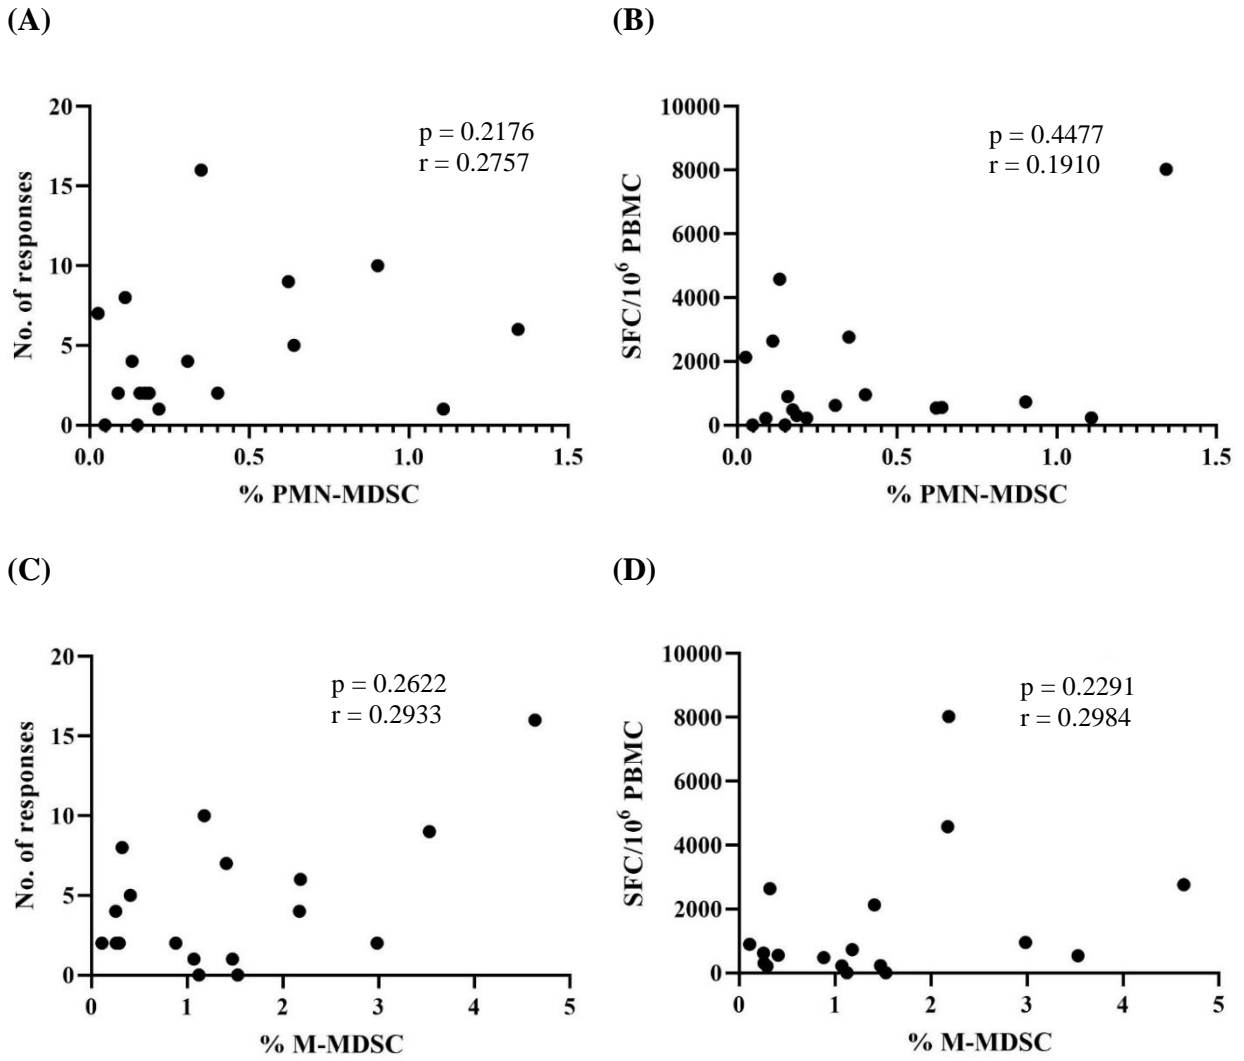 (A)
p = 0.2176
r = 0.2757
No. of responses
20
15
10
5
0
0.0 0.5 1.0 1.5
% PMN-MDSC
(B)
p = 0.4477
r = 0.1910
SFC/10⁶ PBMC
10000
8000
6000
4000
2000
0
0.0 0.5 1.0 1.5
% PMN-MDSC
(C)
p = 0.2622
r = 0.2933
No. of responses
20
15
10
5
0
0 1 2 3 4 5
% M-MDSC
(D)
p = 0.2291
r = 0.2984
SFC/10⁶ PBMC
10000
8000
6000
4000
2000
0
0 1 2 3 4 5
% M-MDSC